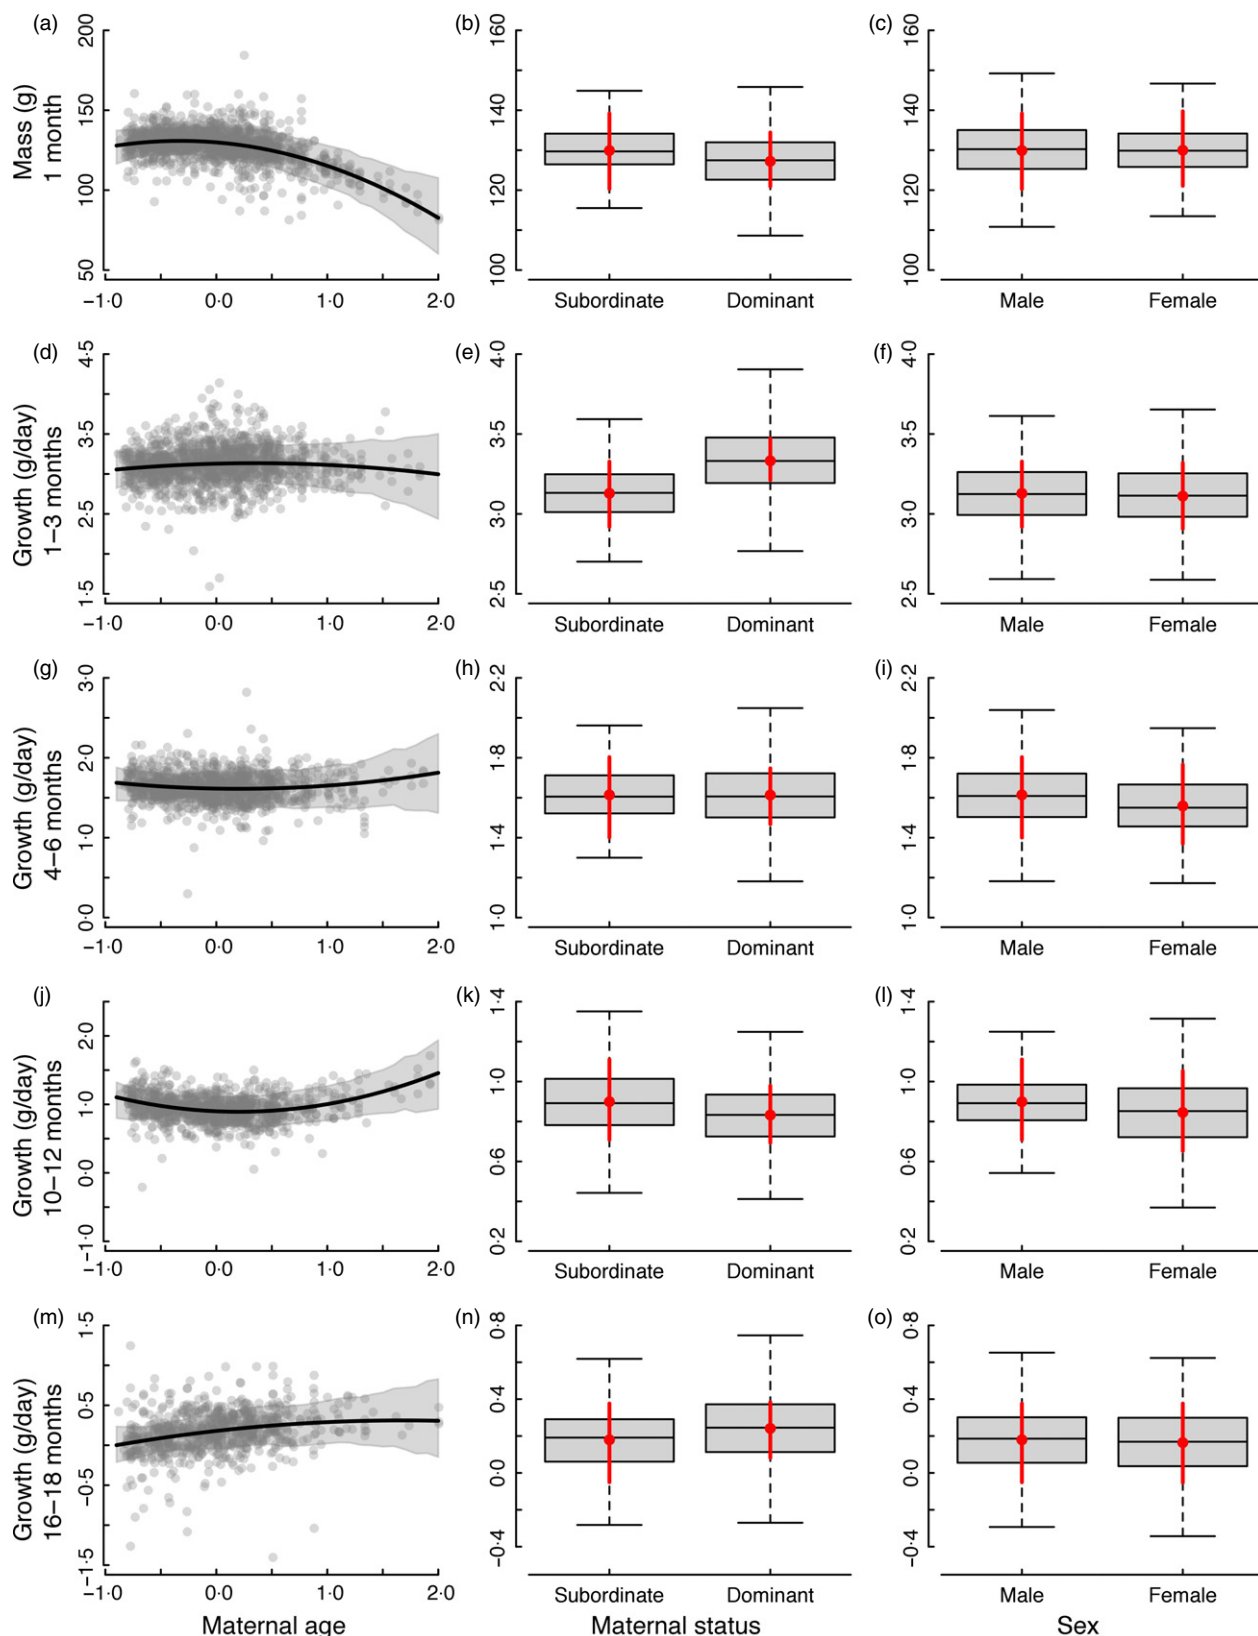 (a)
(b)
(c)
Mass (g)
1 month
50 100 150 200
−1·0 0·0 1·0 2·0
100 120 140 160
Subordinate Dominant
100 120 140 160
Male Female
(d)
(e)
(f)
Growth (g/day)
1–3 months
1·5 2·5 3·5 4·5
−1·0 0·0 1·0 2·0
2·5 3·0 3·5 4·0
Subordinate Dominant
2·5 3·0 3·5 4·0
Male Female
(g)
(h)
(i)
Growth (g/day)
4–6 months
0·0 1·0 2·0 3·0
−1·0 0·0 1·0 2·0
1·0 1·4 1·8 2·2
Subordinate Dominant
1·0 1·4 1·8 2·2
Male Female
(j)
(k)
(l)
Growth (g/day)
10–12 months
−1·0 0·0 1·0 2·0
−1·0 0·0 1·0 2·0
0·2 0·6 1·0 1·4
Subordinate Dominant
0·2 0·6 1·0 1·4
Male Female
(m)
(n)
(o)
Growth (g/day)
16–18 months
−1·5 −0·5 0·5 1·5
−1·0 0·0 1·0 2·0
−0·4 0·0 0·4 0·8
Subordinate Dominant
−0·4 0·0 0·4 0·8
Male Female
Maternal age
Maternal status
Sex